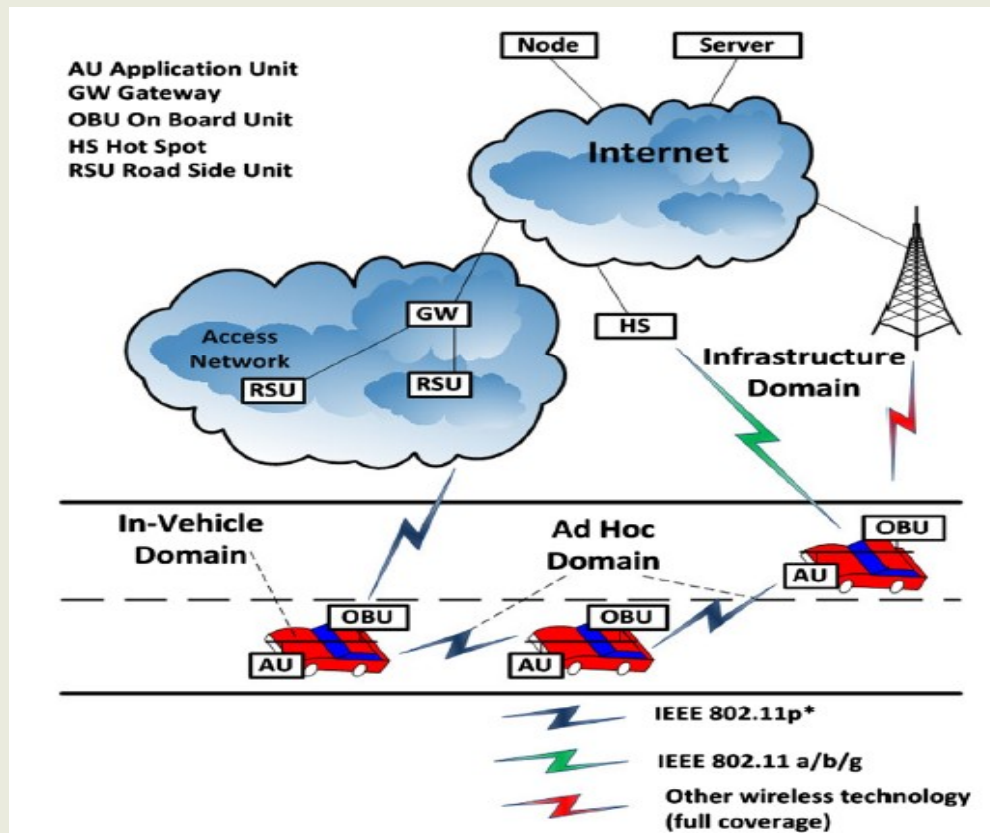 Node
Server
AU Application Unit
GW Gateway
OBU On Board Unit
HS Hot Spot
RSU Road Side Unit
Internet
GW
Access
Network
RSU
RSU
HS
Infrastructure
Domain
In-Vehicle
Domain
Ad Hoc
Domain
OBU
AU
OBU
AU
OBU
AU
IEEE 802.11p*
IEEE 802.11 a/b/g
Other wireless technology
(full coverage)